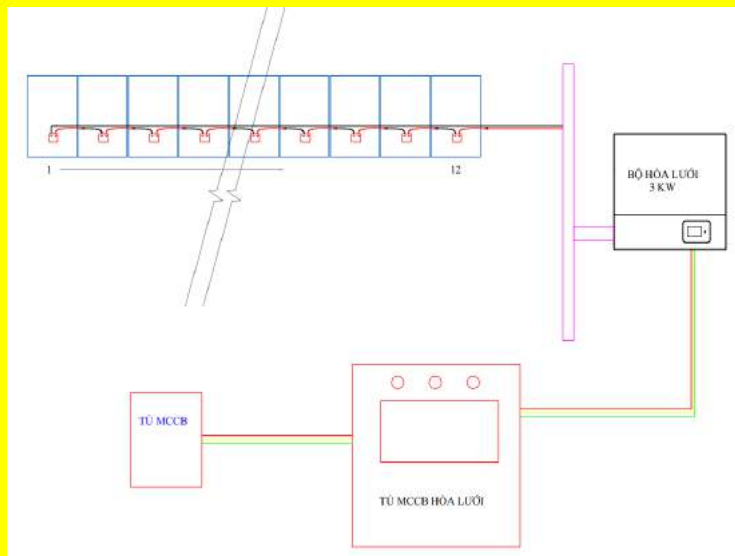 1
12
BỘ HÒA LƯỚI
3 KW
TỦ MCCB
TỦ MCCB HÒA LƯỚI